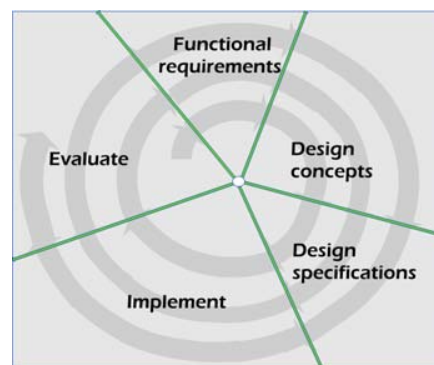 Functional
requirements
Evaluate
Design
concepts
Design
specifications
Implement